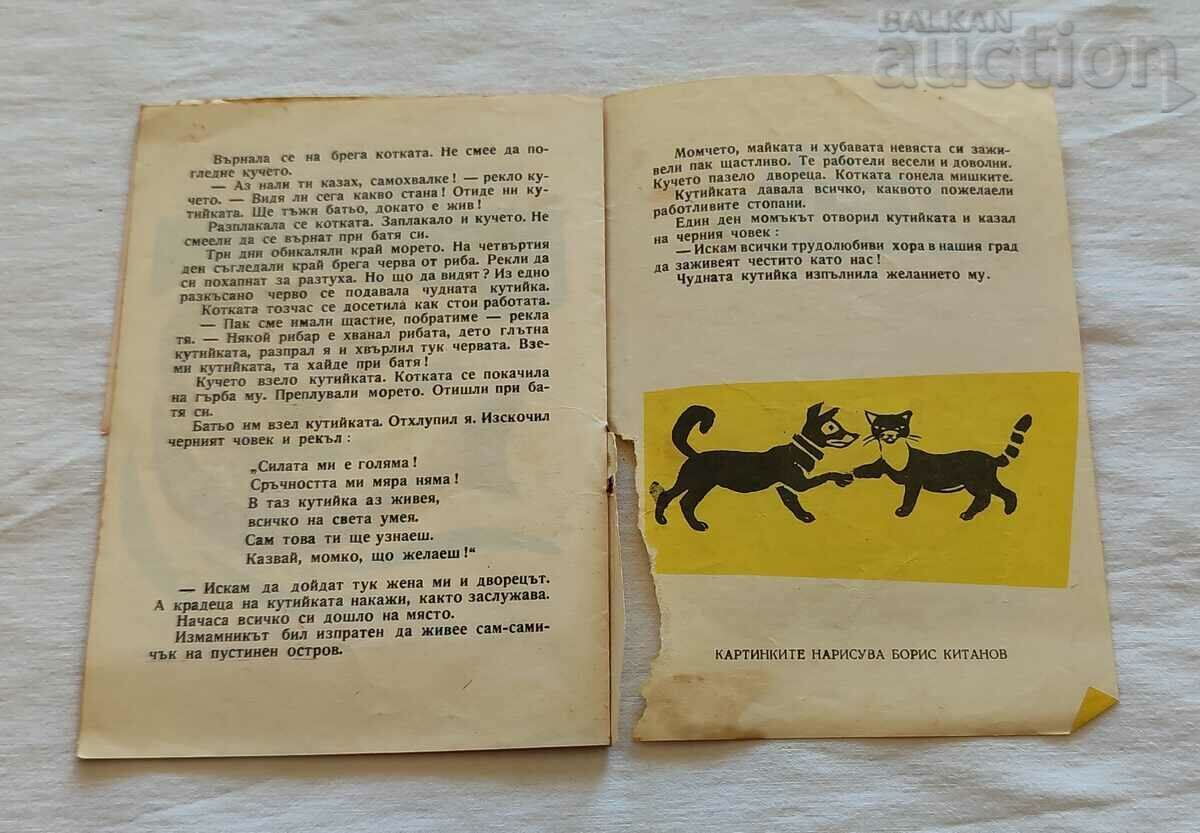 BALKAN
auction
Върнала се на брега котката. Не смее да по-
гледне кучето.
— Аз нали ти казах, самохвалке! — рекло ку-
чето. — Видя ли сега какво стана! Отиде ни ку-
тийката. Ще тъжи батьо, докато е жив!
Разплакала се котката. Заплакало и кучето. Не
смеели да се върнат при батя си.
Три дни обикаляли край морето. На четвъртия
ден съгледали край брега черва от риба. Рекли да
си похапнат за разтуха. Но що да видят? Из едно
разкъсано черво се подавала чудната кутийка.
Котката тозчас се досетила как стои работата.
— Пак сме имали щастие, побратиме — рекла
тя. — Някой рибар е хванал рибата, дето глътна
кутийката, разпрал я и хвърлил тук червата. Взе-
ми кутийката, та хайде при батя!
Кучето взело кутийката. Котката се покачила
на гърба му. Преплували морето. Отишли при ба-
тя си.
Батьо им взел кутийката. Отхлупил я. Изскочил
черният човек и рекъл:
„Силата ми е голяма!
Сръчността ми мяра няма!
В таз кутийка аз живея,
всичко на света умея.
Сам това ти ще узнаеш.
Казвай, момко, що желаеш!“
— Искам да дойдат тук жена ми и дворецът.
А крадеца на кутийката накажи, както заслужава.
Начаса всичко си дошло на място.
Измамникът бил изпратен да живее сам-сами-
чък на пустинен остров.
Момчето, майката и хубавата невяста си зажи-
вели пак щастливо. Те работели весели и доволни.
Кучето пазело двореца. Котката гонела мишките.
Кутийката давала всичко, каквото пожелаели
работливите стопани.
Един ден момъкът отворил кутийката и казал
на черния човек:
— Искам всички трудолюбиви хора в нашия град
да заживеят честито като нас!
Чудната кутийка изпълнила желанието му.
КАРТИНКИТЕ НАРИСУВА БОРИС КИТАНОВ